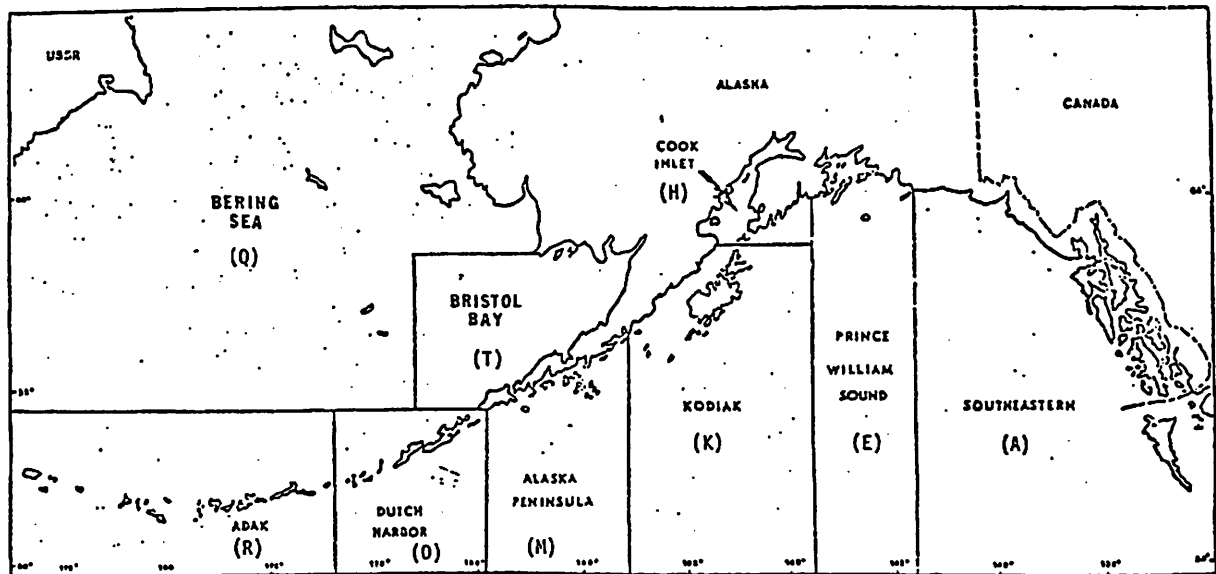 USSR
ALASKA
CANADA
COOK
INLET
(H)
BERING
SEA
(Q)
BRISTOL
BAY
(T)
PRINCE
WILLIAM
SOUND
(E)
KODIAK
(K)
SOUTHEASTERN
(A)
ALASKA
PENINSULA
(M)
DUTCH
HARBOR
(O)
ADAK
(R)